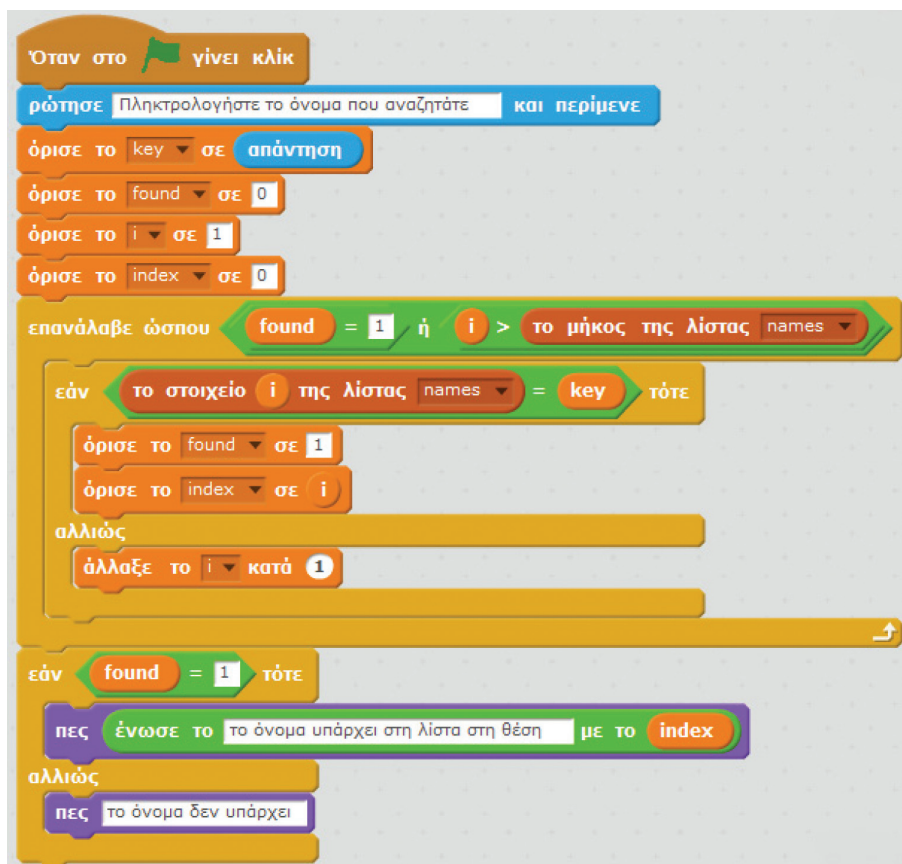 Όταν στο γίνει κλίκ
ρώτησε Πληκτρολογήστε το όνομα που αναζητάτε και περίμενε
όρισε το key σε απάντηση
όρισε το found σε 0
όρισε το i σε 1
όρισε το index σε 0
επανάλαβε ώσπου found = 1 ή i > το μήκος της λίστας names
εάν το στοιχείο i της λίστας names = key τότε
όρισε το found σε 1
όρισε το index σε i
αλλιώς
άλλαξε το i κατά 1
εάν found = 1 τότε
πες ένωσε το το όνομα υπάρχει στη λίστα στη θέση με το index
αλλιώς
πες το όνομα δεν υπάρχει